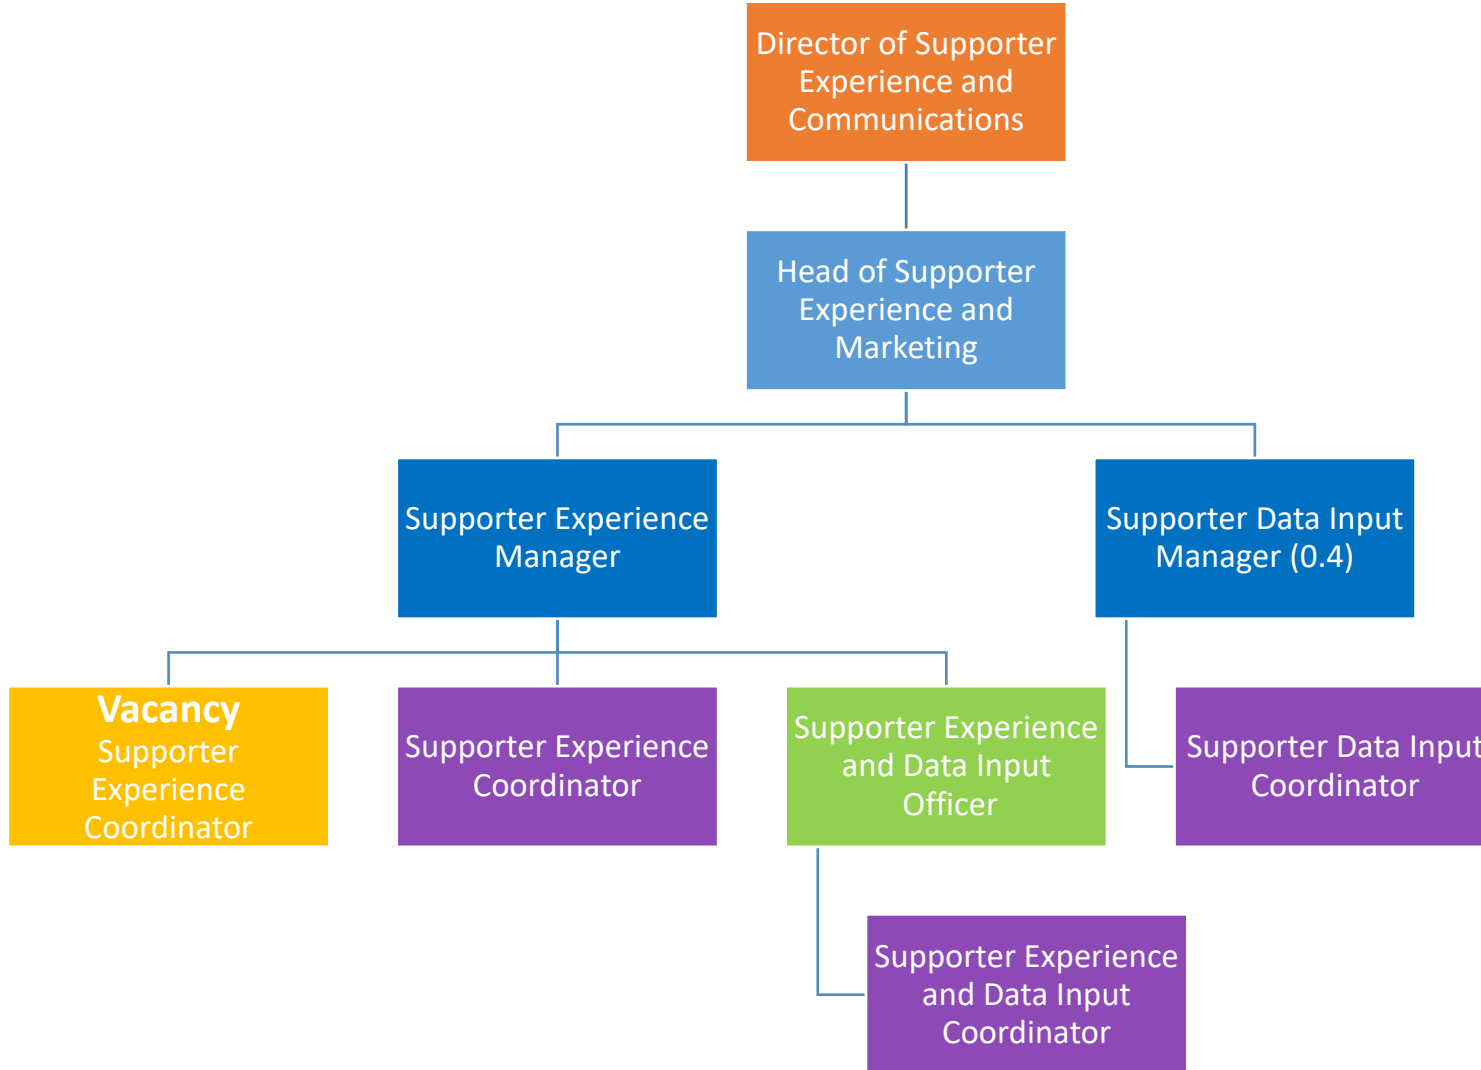 Director of Supporter
Experience and
Communications
Head of Supporter
Experience and
Marketing
Supporter Experience
Manager
Supporter Data Input
Manager (0.4)
Vacancy
Supporter
Experience
Coordinator
Supporter Experience
Coordinator
Supporter Experience
and Data Input
Officer
Supporter Data Input
Coordinator
Supporter Experience
and Data Input
Coordinator